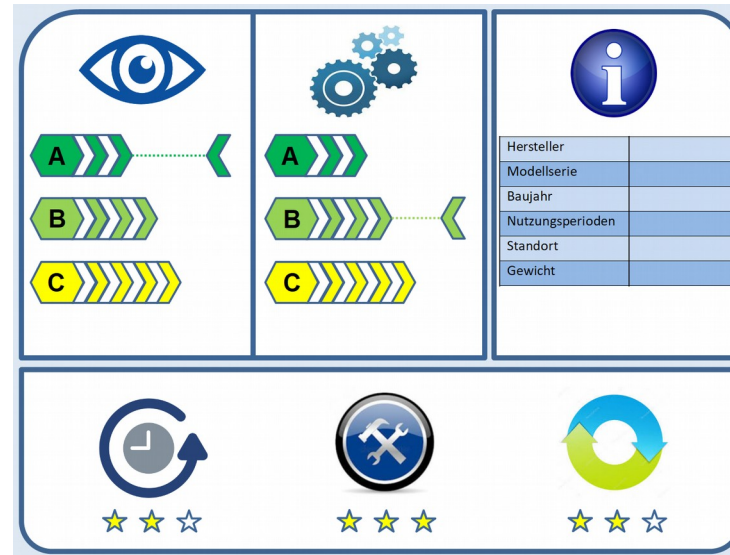 A
B
C
A
B
C
i
Hersteller
Modellserie
Baujahr
Nutzungsperioden
Standort
Gewicht